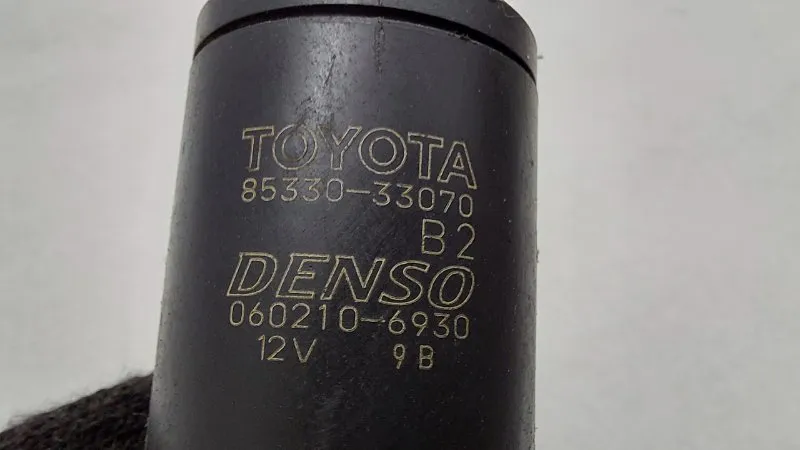 TOYOTA
85330-33070
B2
DENSO
060210-6930
12V 9B